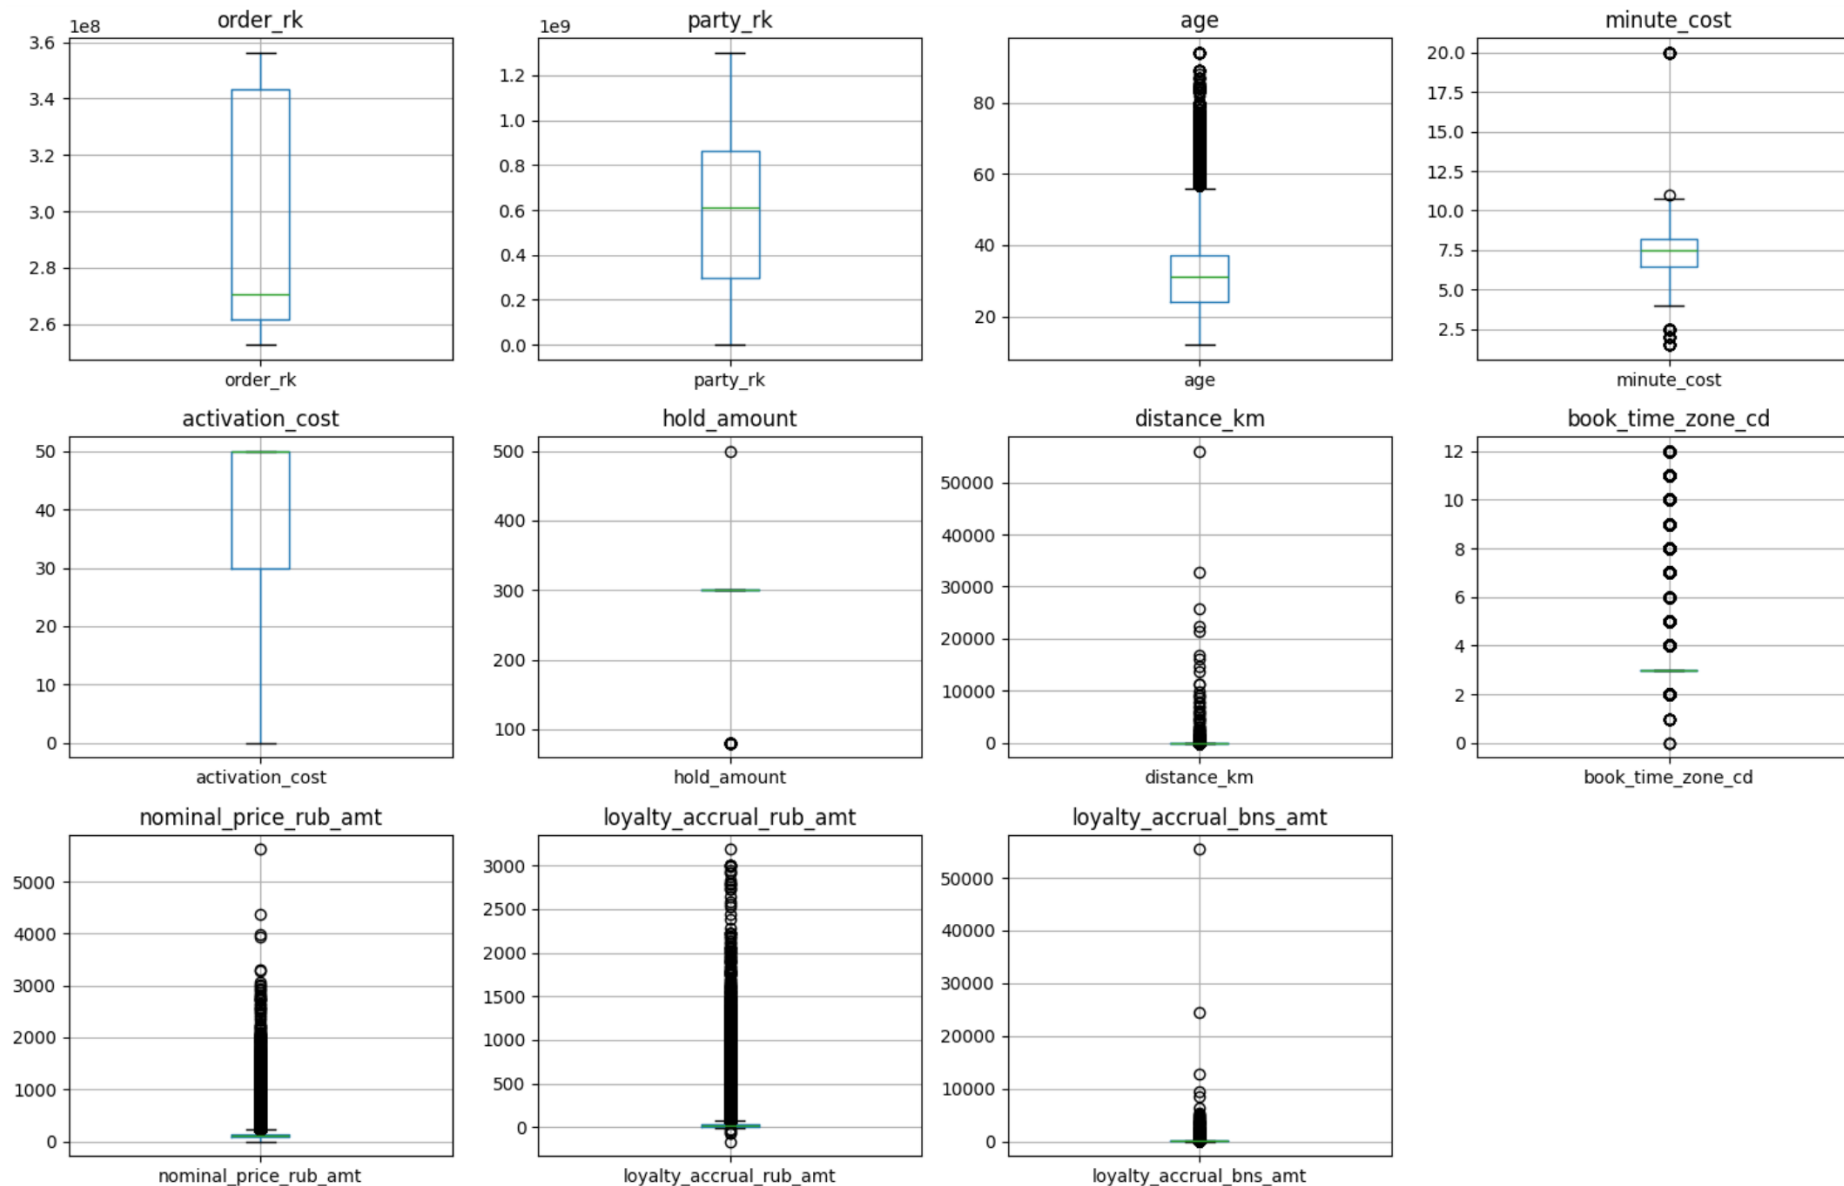 order_rk
1e8
3.6
3.4
3.2
3.0
2.8
2.6
order_rk
party_rk
1e9
1.2
1.0
0.8
0.6
0.4
0.2
0.0
party_rk
age
80
60
40
20
age
minute_cost
20.0
17.5
15.0
12.5
10.0
7.5
5.0
2.5
minute_cost
activation_cost
50
40
30
20
10
0
activation_cost
hold_amount
500
400
300
200
100
hold_amount
distance_km
50000
40000
30000
20000
10000
0
distance_km
book_time_zone_cd
12
10
8
6
4
2
0
book_time_zone_cd
nominal_price_rub_amt
5000
4000
3000
2000
1000
0
nominal_price_rub_amt
loyalty_accrual_rub_amt
3000
2500
2000
1500
1000
500
0
loyalty_accrual_rub_amt
loyalty_accrual_bns_amt
50000
40000
30000
20000
10000
0
loyalty_accrual_bns_amt